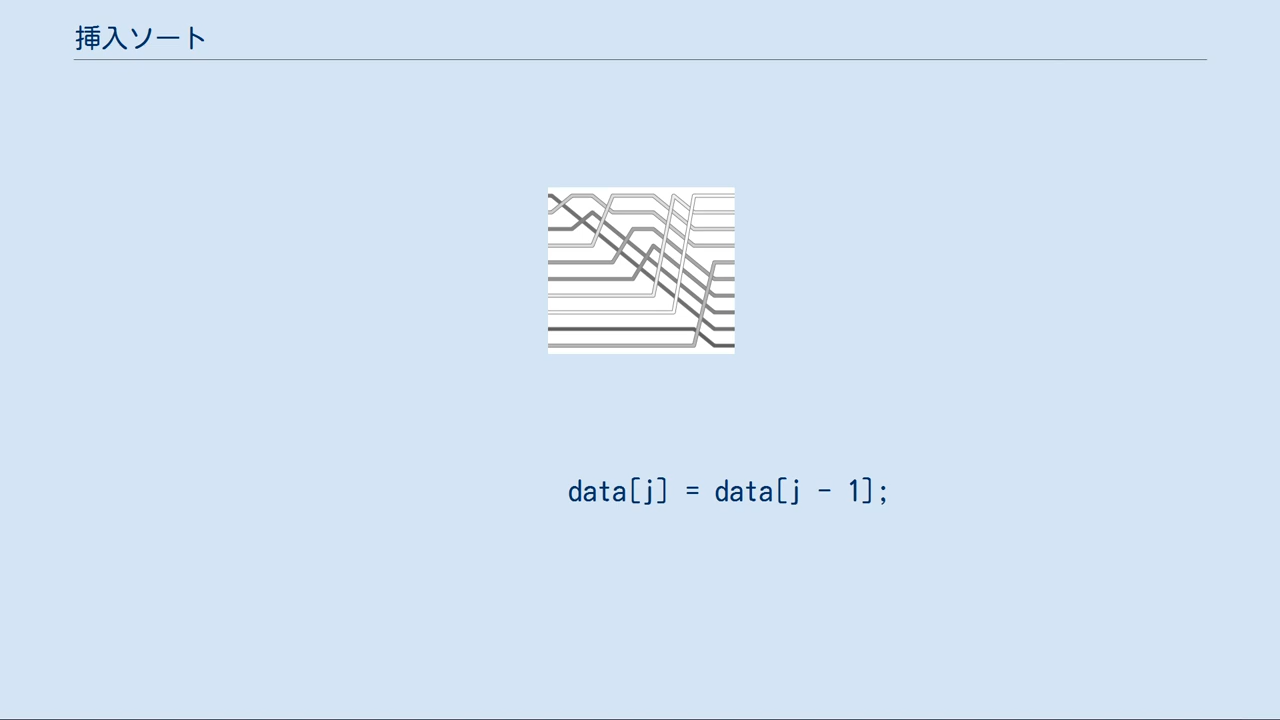 挿入ソート
data[j] = data[j - 1];